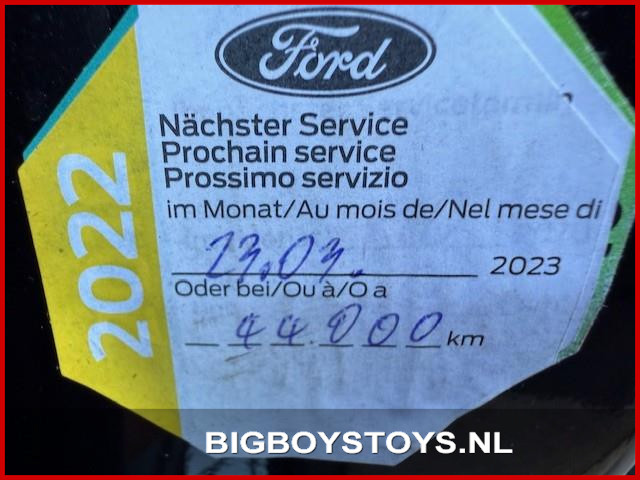 Ford
2022
Nächster Service
Prochain service
Prossimo servizio
im Monat/Au mois de/Nel mese di
23.03. 2023
Oder bei/Ou à/O a
44.000 km
BIGBOYSTOYS.NL